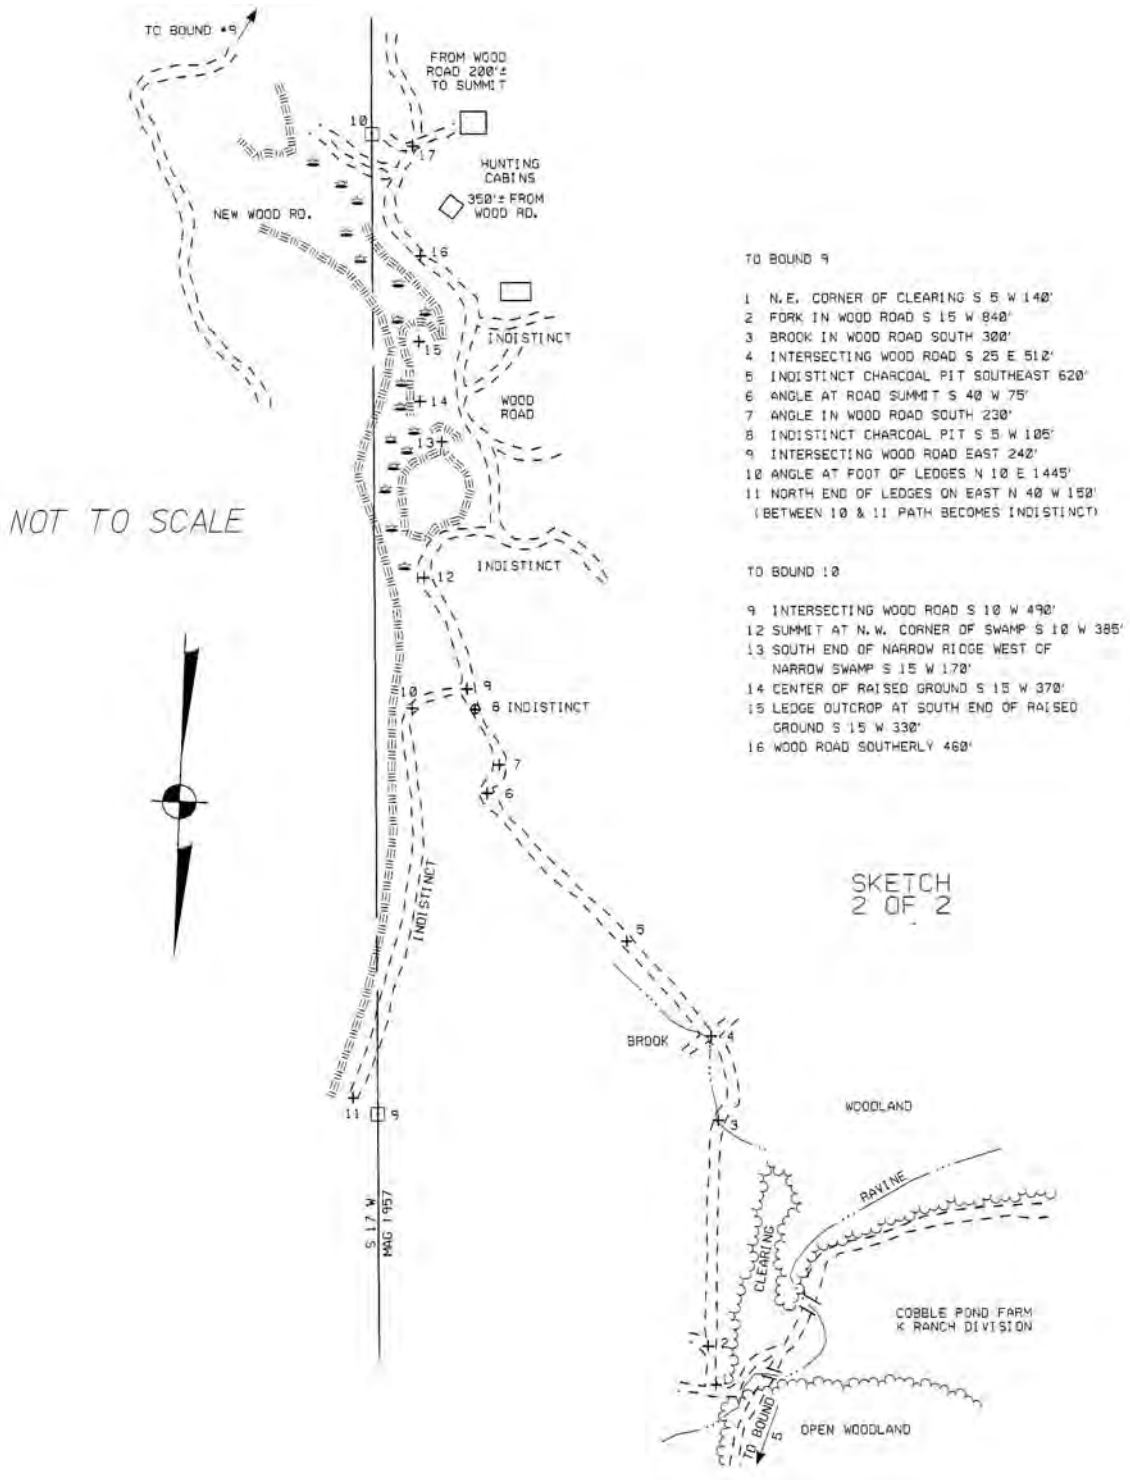 TO BOUND #9
FROM WOOD
ROAD 200'±
TO SUMMIT
10
17
HUNTING
CABINS
350'± FROM
WOOD RD.
NEW WOOD RD.
16
INDISTINCT
15
14
WOOD
ROAD
13
INDISTINCT
12
NOT TO SCALE
10
9
8 INDISTINCT
7
6
INDISTINCT
5
BROOK
4
3
11
9
S 17 W
MAG 1957
WOODLAND
RAVINE
CLEARING
2
1
COBBLE POND FARM
K RANCH DIVISION
TO BOUND
5
OPEN WOODLAND
TO BOUND 9
1 N.E. CORNER OF CLEARING S 5 W 140'
2 FORK IN WOOD ROAD S 15 W 840'
3 BROOK IN WOOD ROAD SOUTH 300'
4 INTERSECTING WOOD ROAD S 25 E 510'
5 INDISTINCT CHARCOAL PIT SOUTHEAST 620'
6 ANGLE AT ROAD SUMMIT S 40 W 75'
7 ANGLE IN WOOD ROAD SOUTH 230'
8 INDISTINCT CHARCOAL PIT S 5 W 105'
9 INTERSECTING WOOD ROAD EAST 240'
10 ANGLE AT FOOT OF LEDGES N 10 E 1445'
11 NORTH END OF LEDGES ON EAST N 40 W 150'
(BETWEEN 10 & 11 PATH BECOMES INDISTINCT)
TO BOUND 10
9 INTERSECTING WOOD ROAD S 10 W 490'
12 SUMMIT AT N.W. CORNER OF SWAMP S 10 W 385'
13 SOUTH END OF NARROW RIDGE WEST OF
NARROW SWAMP S 15 W 170'
14 CENTER OF RAISED GROUND S 15 W 370'
15 LEDGE OUTCROP AT SOUTH END OF RAISED
GROUND S 15 W 330'
16 WOOD ROAD SOUTHERLY 460'
SKETCH
2 OF 2